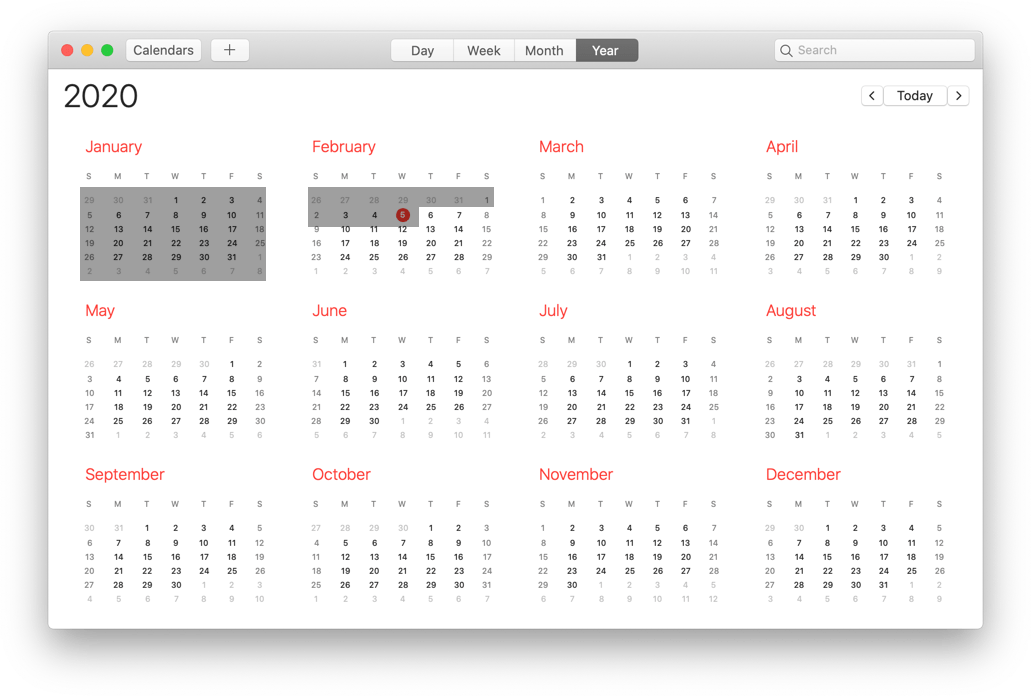 Calendars + Day Week Month Year Search
2020
< Today >
January
S M T W T F S
29 30 31 1 2 3 4
5 6 7 8 9 10 11
12 13 14 15 16 17 18
19 20 21 22 23 24 25
26 27 28 29 30 31 1
2 3 4 5 6 7 8
February
S M T W T F S
26 27 28 29 30 31 1
2 3 4 5 6 7 8
9 10 11 12 13 14 15
16 17 18 19 20 21 22
23 24 25 26 27 28 29
1 2 3 4 5 6 7
March
S M T W T F S
1 2 3 4 5 6 7
8 9 10 11 12 13 14
15 16 17 18 19 20 21
22 23 24 25 26 27 28
29 30 31 1 2 3 4
5 6 7 8 9 10 11
April
S M T W T F S
29 30 31 1 2 3 4
5 6 7 8 9 10 11
12 13 14 15 16 17 18
19 20 21 22 23 24 25
26 27 28 29 30 1 2
3 4 5 6 7 8 9
May
S M T W T F S
26 27 28 29 30 1 2
3 4 5 6 7 8 9
10 11 12 13 14 15 16
17 18 19 20 21 22 23
24 25 26 27 28 29 30
31 1 2 3 4 5 6
June
S M T W T F S
31 1 2 3 4 5 6
7 8 9 10 11 12 13
14 15 16 17 18 19 20
21 22 23 24 25 26 27
28 29 30 1 2 3 4
5 6 7 8 9 10 11
July
S M T W T F S
28 29 30 1 2 3 4
5 6 7 8 9 10 11
12 13 14 15 16 17 18
19 20 21 22 23 24 25
26 27 28 29 30 31 1
2 3 4 5 6 7 8
August
S M T W T F S
26 27 28 29 30 31 1
2 3 4 5 6 7 8
9 10 11 12 13 14 15
16 17 18 19 20 21 22
23 24 25 26 27 28 29
30 31 1 2 3 4 5
September
S M T W T F S
30 31 1 2 3 4 5
6 7 8 9 10 11 12
13 14 15 16 17 18 19
20 21 22 23 24 25 26
27 28 29 30 1 2 3
4 5 6 7 8 9 10
October
S M T W T F S
27 28 29 30 1 2 3
4 5 6 7 8 9 10
11 12 13 14 15 16 17
18 19 20 21 22 23 24
25 26 27 28 29 30 31
1 2 3 4 5 6 7
November
S M T W T F S
1 2 3 4 5 6 7
8 9 10 11 12 13 14
15 16 17 18 19 20 21
22 23 24 25 26 27 28
29 30 1 2 3 4 5
6 7 8 9 10 11 12
December
S M T W T F S
29 30 1 2 3 4 5
6 7 8 9 10 11 12
13 14 15 16 17 18 19
20 21 22 23 24 25 26
27 28 29 30 31 1 2
3 4 5 6 7 8 9